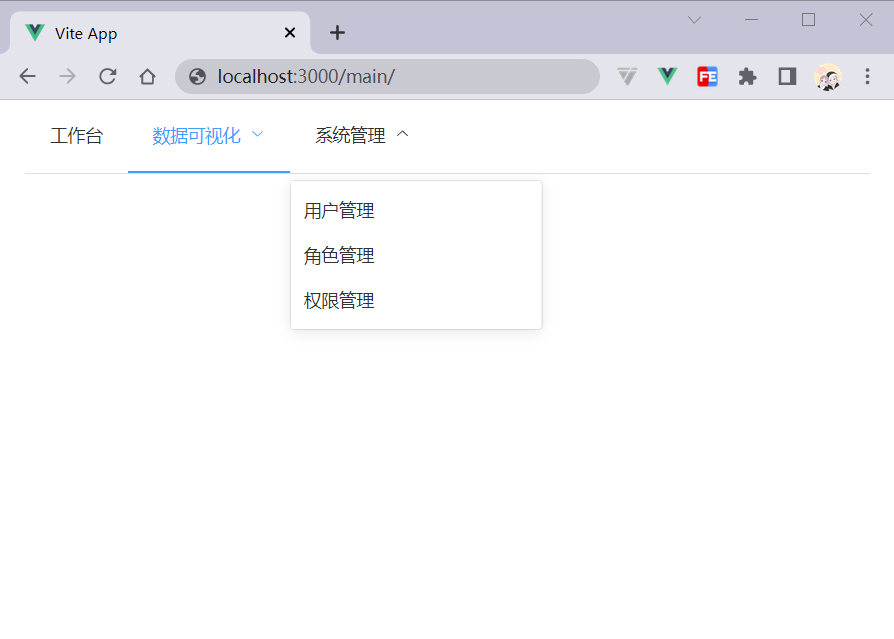 Vite App
localhost:3000/main/
FE
工作台 数据可视化 系统管理
用户管理
角色管理
权限管理